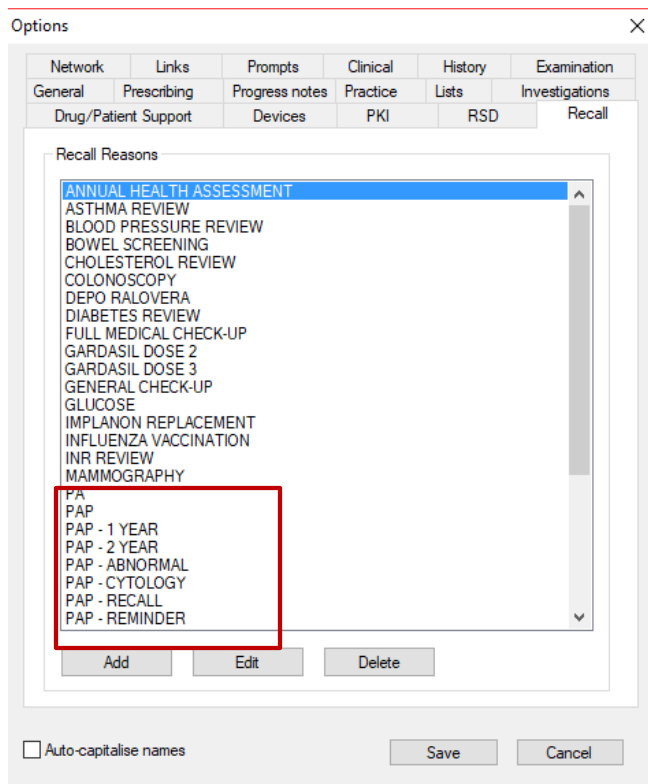 Options
Network Links Prompts Clinical History Examination
General Prescribing Progress notes Practice Lists Investigations
Drug/Patient Support Devices PKI RSD Recall
Recall Reasons
ANNUAL HEALTH ASSESSMENT
ASTHMA REVIEW
BLOOD PRESSURE REVIEW
BOWEL SCREENING
CHOLESTEROL REVIEW
COLONOSCOPY
DEPO RALOVERA
DIABETES REVIEW
FULL MEDICAL CHECK-UP
GARDASIL DOSE 2
GARDASIL DOSE 3
GENERAL CHECK-UP
GLUCOSE
IMPLANON REPLACEMENT
INFLUENZA VACCINATION
INR REVIEW
MAMMOGRAPHY
PA
PAP
PAP - 1 YEAR
PAP - 2 YEAR
PAP - ABNORMAL
PAP - CYTOLOGY
PAP - RECALL
PAP - REMINDER
Add Edit Delete
Auto-capitalise names Save Cancel